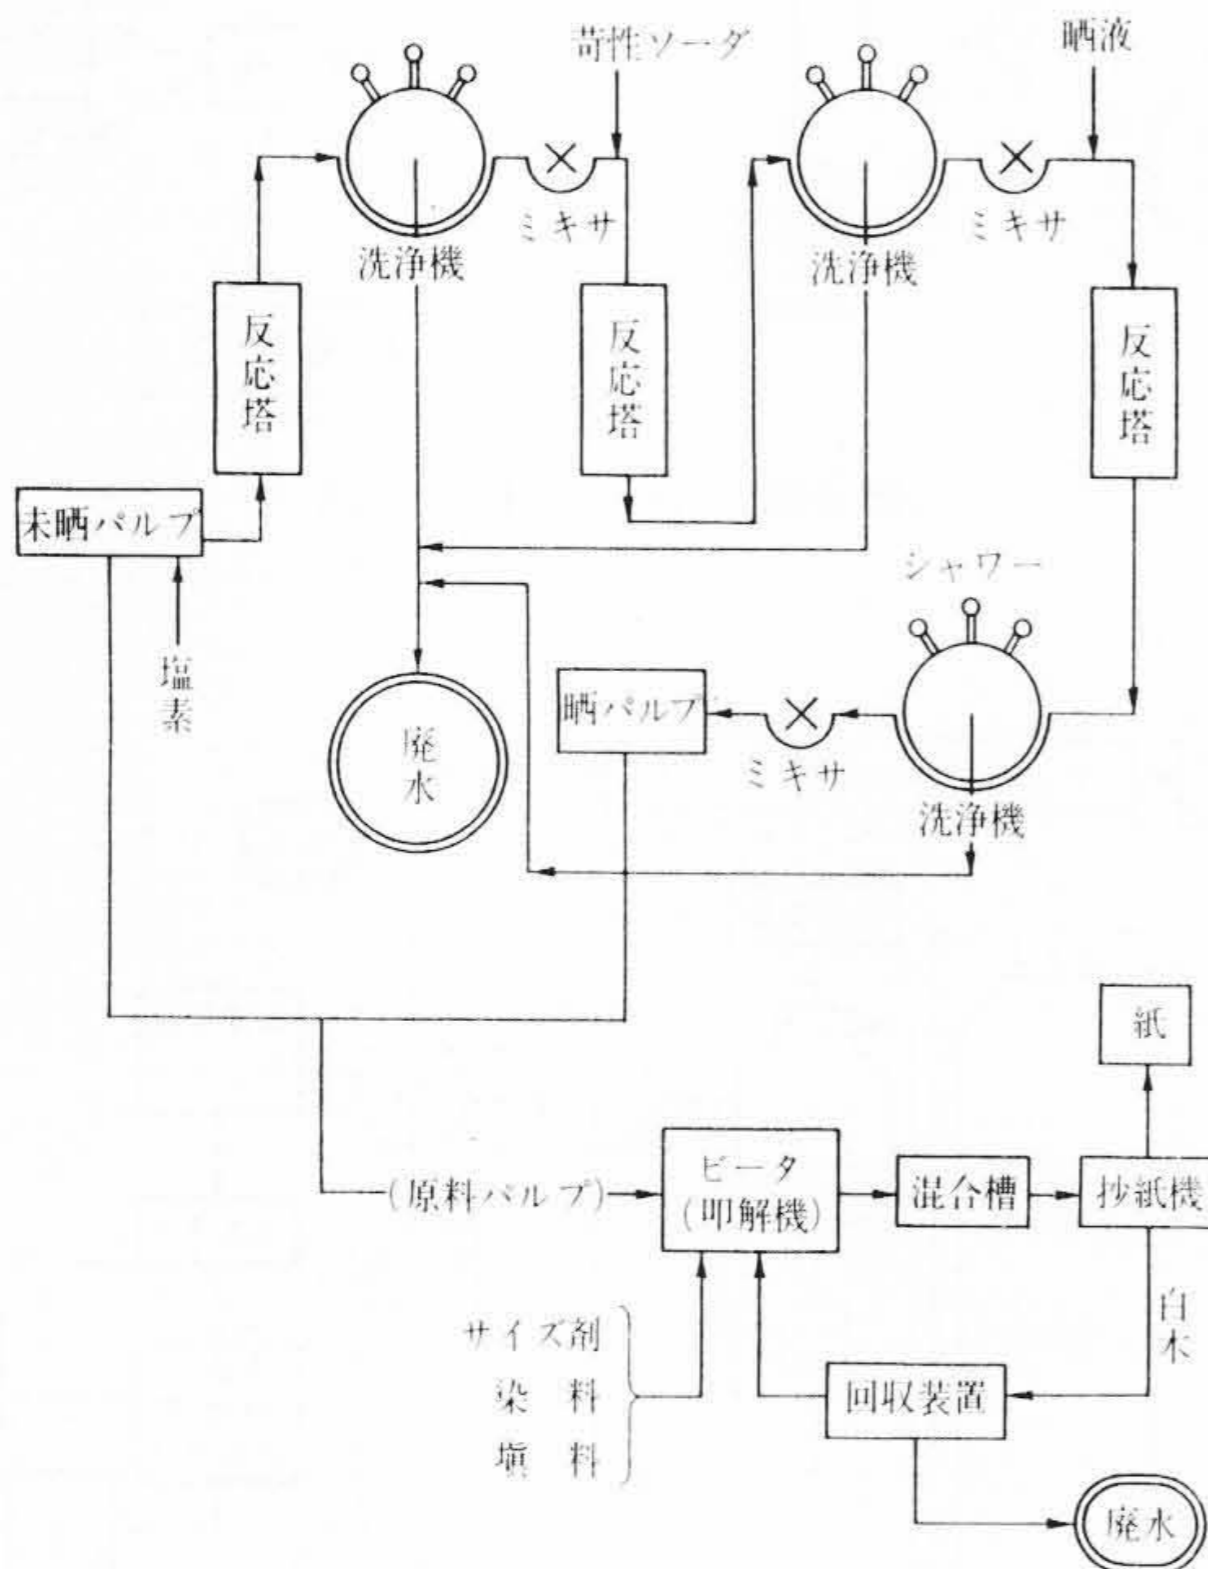 苛性ソーダ
晒液
ミキサ
ミキサ
洗浄機
洗浄機
反応塔
反応塔
反応塔
未晒パルプ
塩素
シャワー
廃水
晒パルプ
ミキサ
洗浄機
紙
(原料パルプ)
ビータ
(叩解機)
混合槽
抄紙機
白水
サイズ剤
染料
塡料
回収装置
廃水